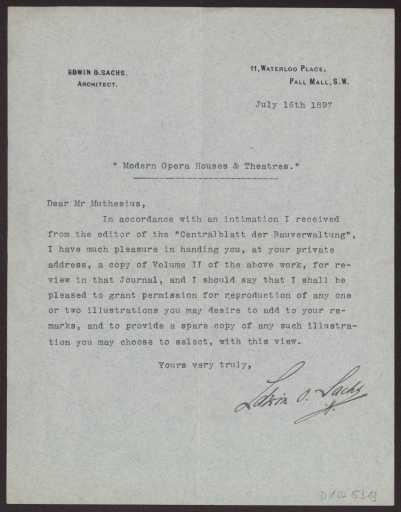 EDWIN O. SACHS,
ARCHITECT.
11, WATERLOO PLACE,
PALL MALL, S.W.
July 16th 1897
" Modern Opera Houses & Theatres."
Dear Mr Muthesius,
In accordance with an intimation I received
from the editor of the "Centralblatt der Bauverwaltung",
I have much pleasure in handing you, at your private
address, a copy of Volume II of the above work, for re-
view in that Journal, and I should say that I shall be
pleased to grant permission for reproduction of any one
or two illustrations you may desire to add to your re-
marks, and to provide a spare copy of any such illustra-
tion you may choose to select, with this view.
Yours very truly,
Edwin O. Sachs